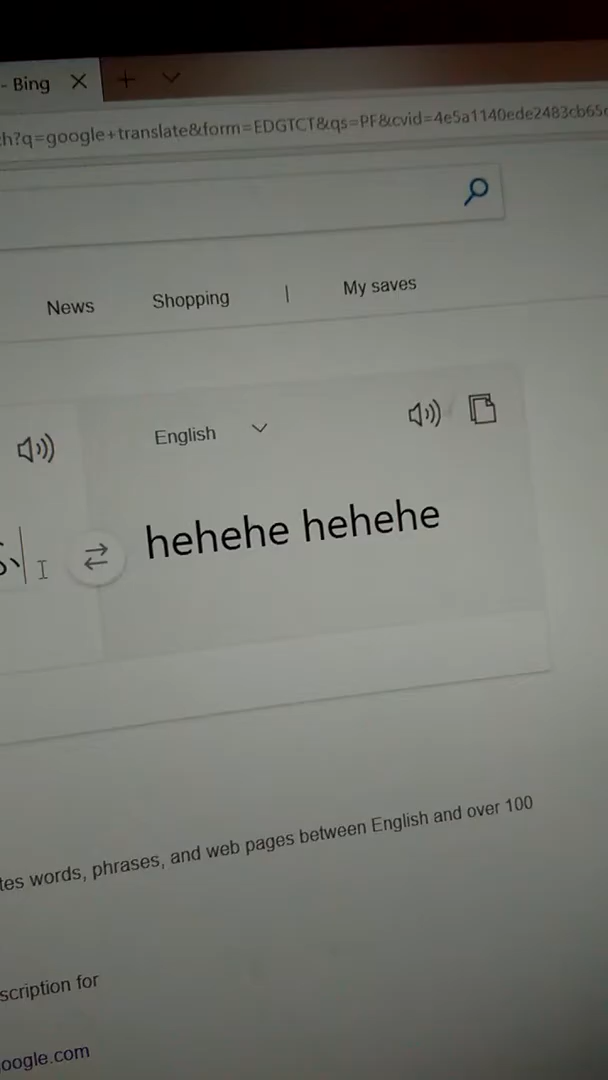 - Bing
h?q=google+translate&form=EDGTCT&qs=PF&cvid=4e5a1140ede2483cb65
News Shopping | My saves
English
hehehe hehehe
tes words, phrases, and web pages between English and over 100
scription for
oogle.com